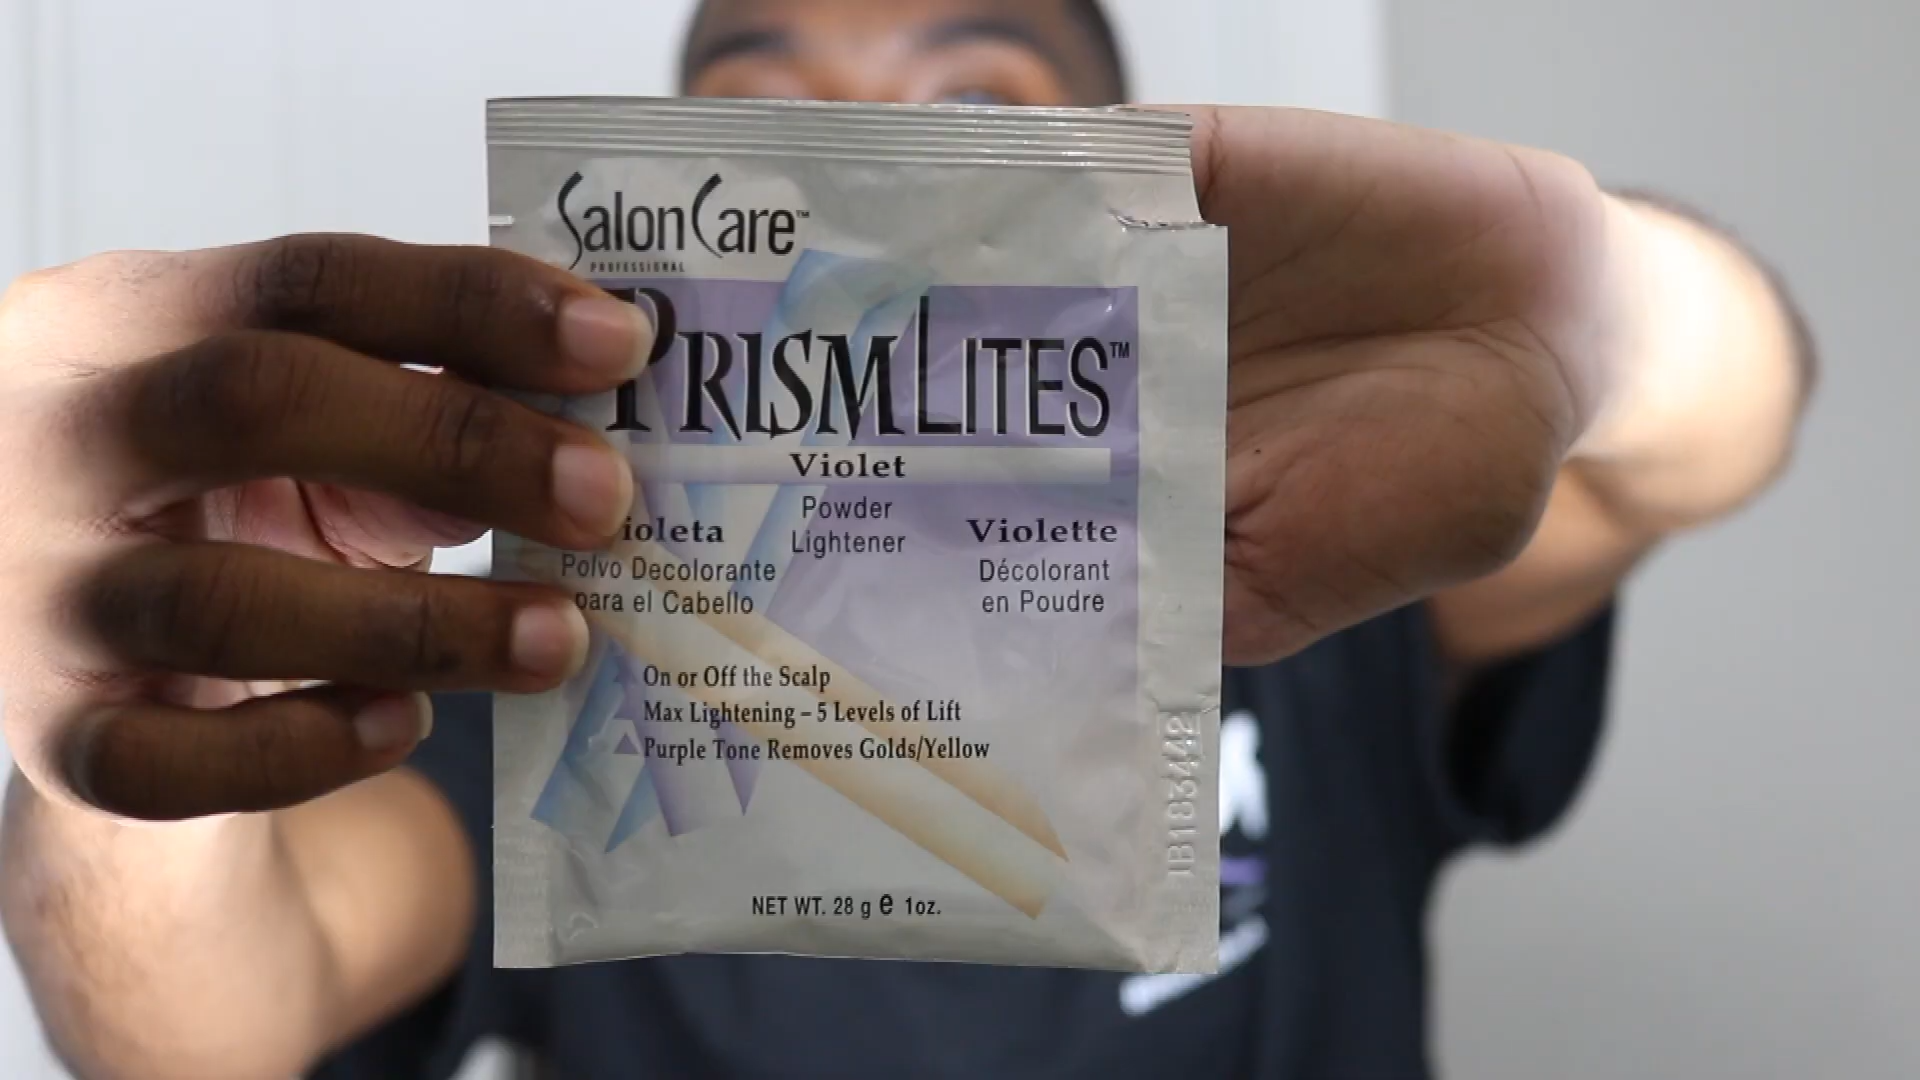 SalonCare™
PROFESSIONAL
PRISMLITES™
Violet
Powder
Lightener
ioleta
Polvo Decolorante
para el Cabello
Violette
Décolorant
en Poudre
On or Off the Scalp
Max Lightening – 5 Levels of Lift
Purple Tone Removes Golds/Yellow
NET WT. 28 g e 1oz.
IB183442